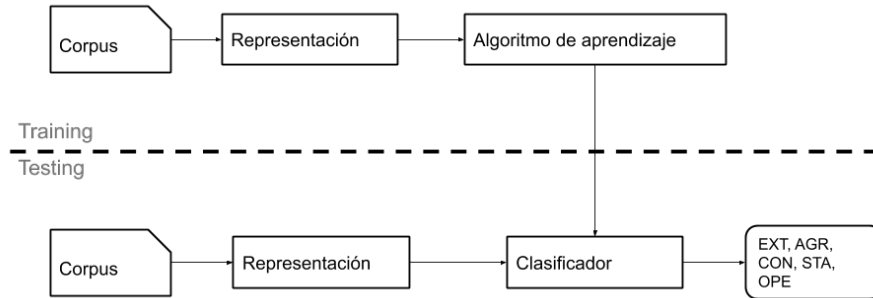 Corpus
Representación
Algoritmo de aprendizaje
Training
Testing
Corpus
Representación
Clasificador
EXT, AGR,
CON, STA,
OPE